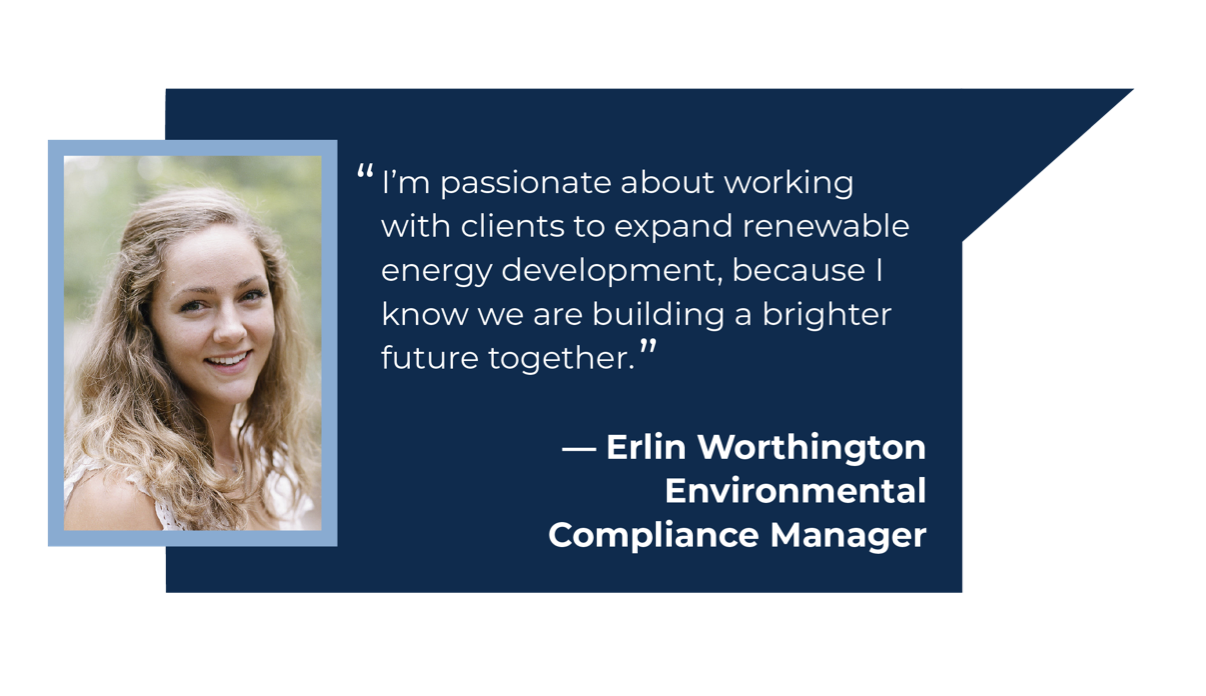 “I’m passionate about working
with clients to expand renewable
energy development, because I
know we are building a brighter
future together.”
— Erlin Worthington
Environmental
Compliance Manager